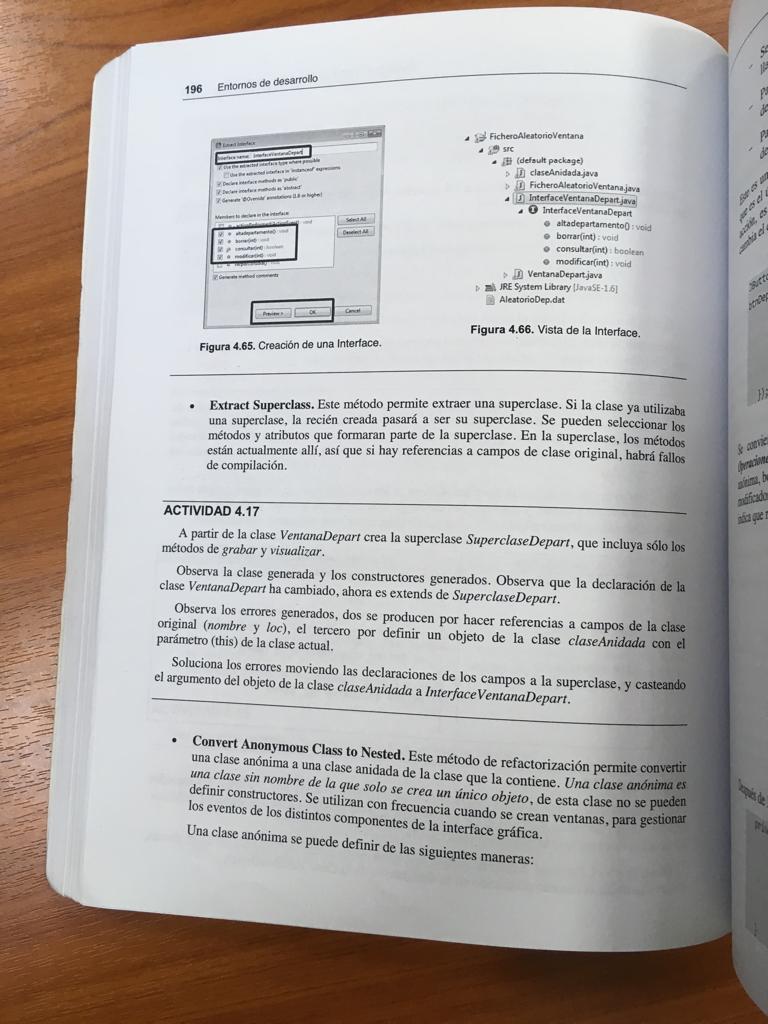 196 Entornos de desarrollo
Extract Interface
Interface name: InterfaceVentanaDepart
Use the extracted interface type where possible
Use the extracted interface in 'instanceof' expressions
Declare interface methods as 'public'
Declare interface methods as 'abstract'
Generate '@Override' annotations (1.6 or higher)
Members to declare in the interface:
altadepartamento() : void
borrar(int) : void
consultar(int) : boolean
modificar(int) : void
Select All
Deselect All
Generate method comments
Preview >
OK
Cancel
Figura 4.65. Creación de una Interface.
FicheroAleatorioVentana
src
(default package)
claseAnidada.java
FicheroAleatorioVentana.java
InterfaceVentanaDepart.java
InterfaceVentanaDepart
altadepartamento() : void
borrar(int) : void
consultar(int) : boolean
modificar(int) : void
VentanaDepart.java
JRE System Library [JavaSE-1.6]
AleatorioDep.dat
Figura 4.66. Vista de la Interface.
• Extract Superclass. Este método permite extraer una superclase. Si la clase ya utilizaba
una superclase, la recién creada pasará a ser su superclase. Se pueden seleccionar los
métodos y atributos que formaran parte de la superclase. En la superclase, los métodos
están actualmente allí, así que si hay referencias a campos de clase original, habrá fallos
de compilación.
ACTIVIDAD 4.17
A partir de la clase VentanaDepart crea la superclase SuperclaseDepart, que incluya sólo los
métodos de grabar y visualizar.
Observa la clase generada y los constructores generados. Observa que la declaración de la
clase VentanaDepart ha cambiado, ahora es extends de SuperclaseDepart.
Observa los errores generados, dos se producen por hacer referencias a campos de la clase
original (nombre y loc), el tercero por definir un objeto de la clase claseAnidada con el
parámetro (this) de la clase actual.
Soluciona los errores moviendo las declaraciones de los campos a la superclase, y casteando
el argumento del objeto de la clase claseAnidada a InterfaceVentanaDepart.
• Convert Anonymous Class to Nested. Este método de refactorización permite convertir
una clase anónima a una clase anidada de la clase que la contiene. Una clase anónima es
una clase sin nombre de la que solo se crea un único objeto, de esta clase no se pueden
definir constructores. Se utilizan con frecuencia cuando se crean ventanas, para gestionar
los eventos de los distintos componentes de la interface gráfica.
Una clase anónima se puede definir de las siguientes maneras: